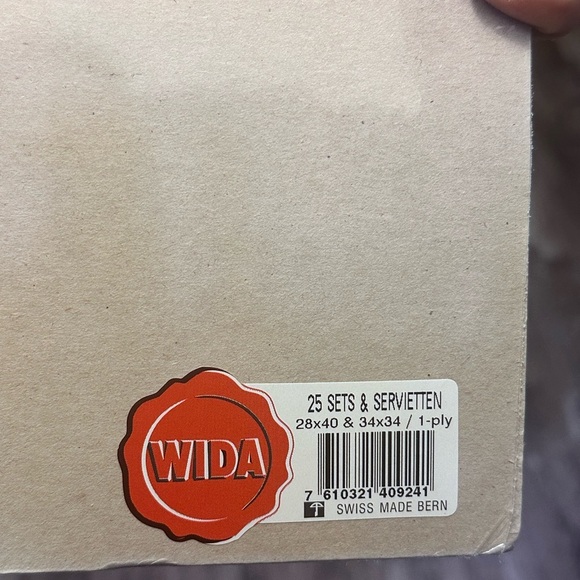 WIDA
25 SETS & SERVIETTEN
28x40 & 34x34 / 1-ply
7 610321 409241
SWISS MADE BERN